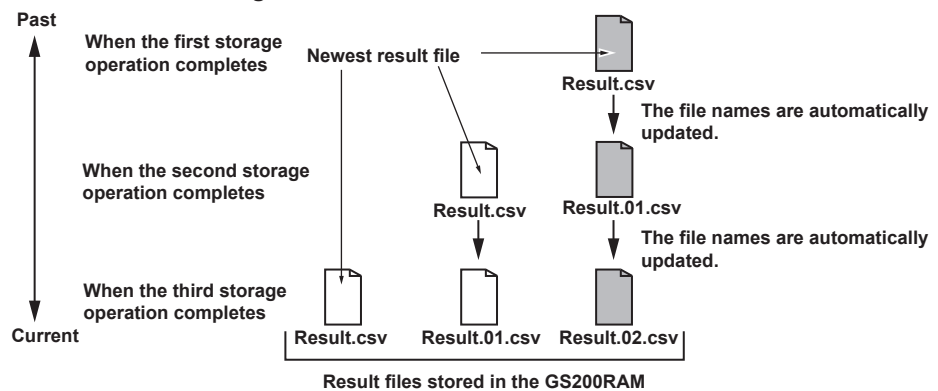 Past
When the first storage
operation completes
Newest result file
Result.csv
The file names are automatically
updated.
When the second storage
operation completes
Result.csv
Result.01.csv
The file names are automatically
updated.
When the third storage
operation completes
Current
Result.csv
Result.01.csv
Result.02.csv
Result files stored in the GS200RAM